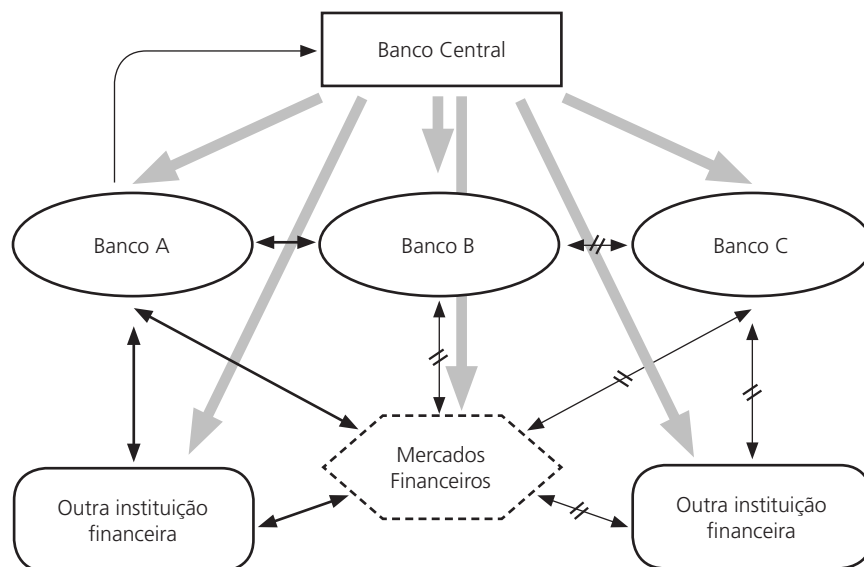 Banco Central
Banco A
Banco B
Banco C
Mercados
Financeiros
Outra instituição
financeira
Outra instituição
financeira